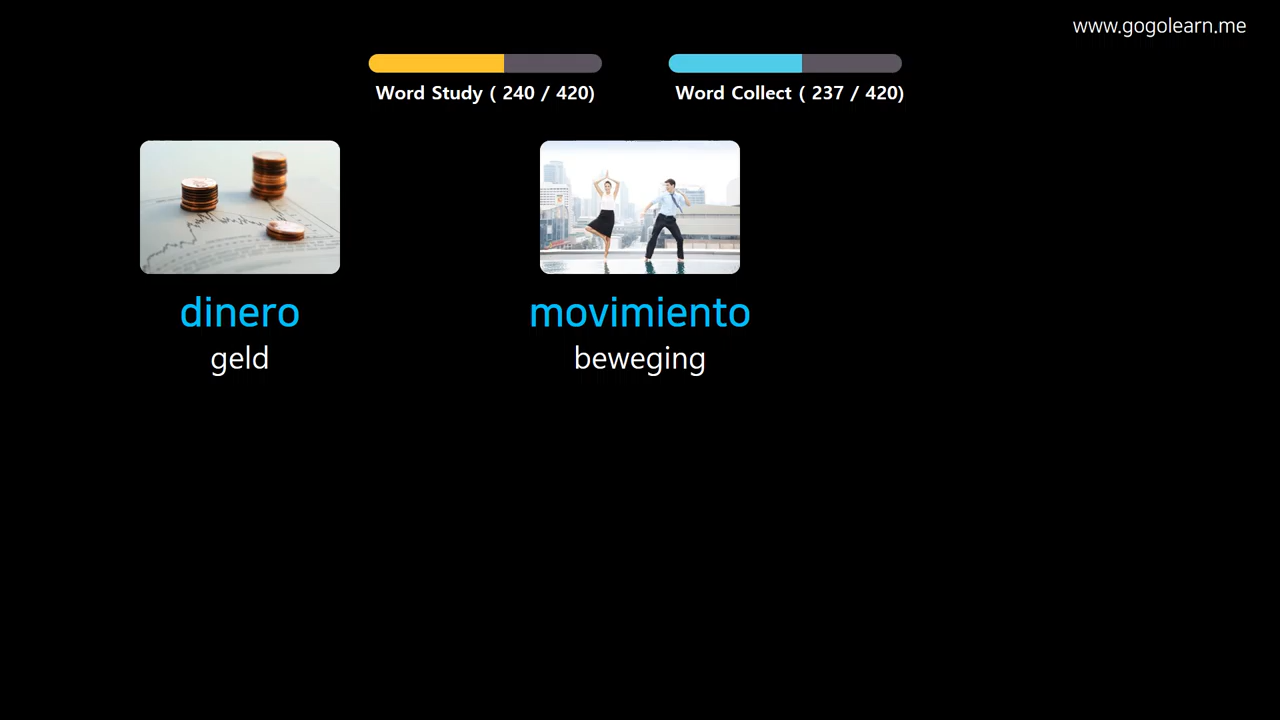 www.gogolearn.me
Word Study ( 240 / 420)
Word Collect ( 237 / 420)
dinero
movimiento
geld
beweging